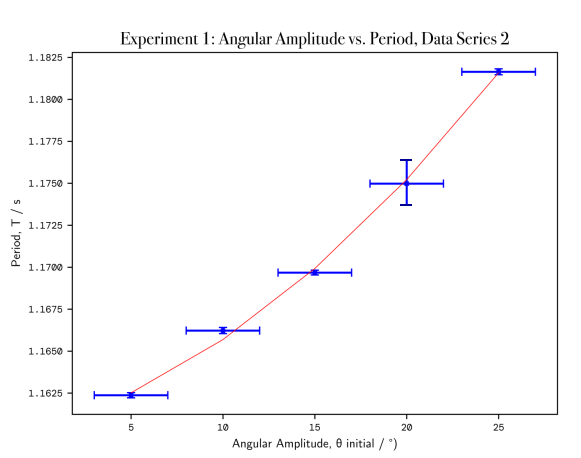 Experiment 1: Angular Amplitude vs. Period, Data Series 2
Period, T / s
1.1825
1.1800
1.1775
1.1750
1.1725
1.1700
1.1675
1.1650
1.1625
5 10 15 20 25
Angular Amplitude, θ initial / °)